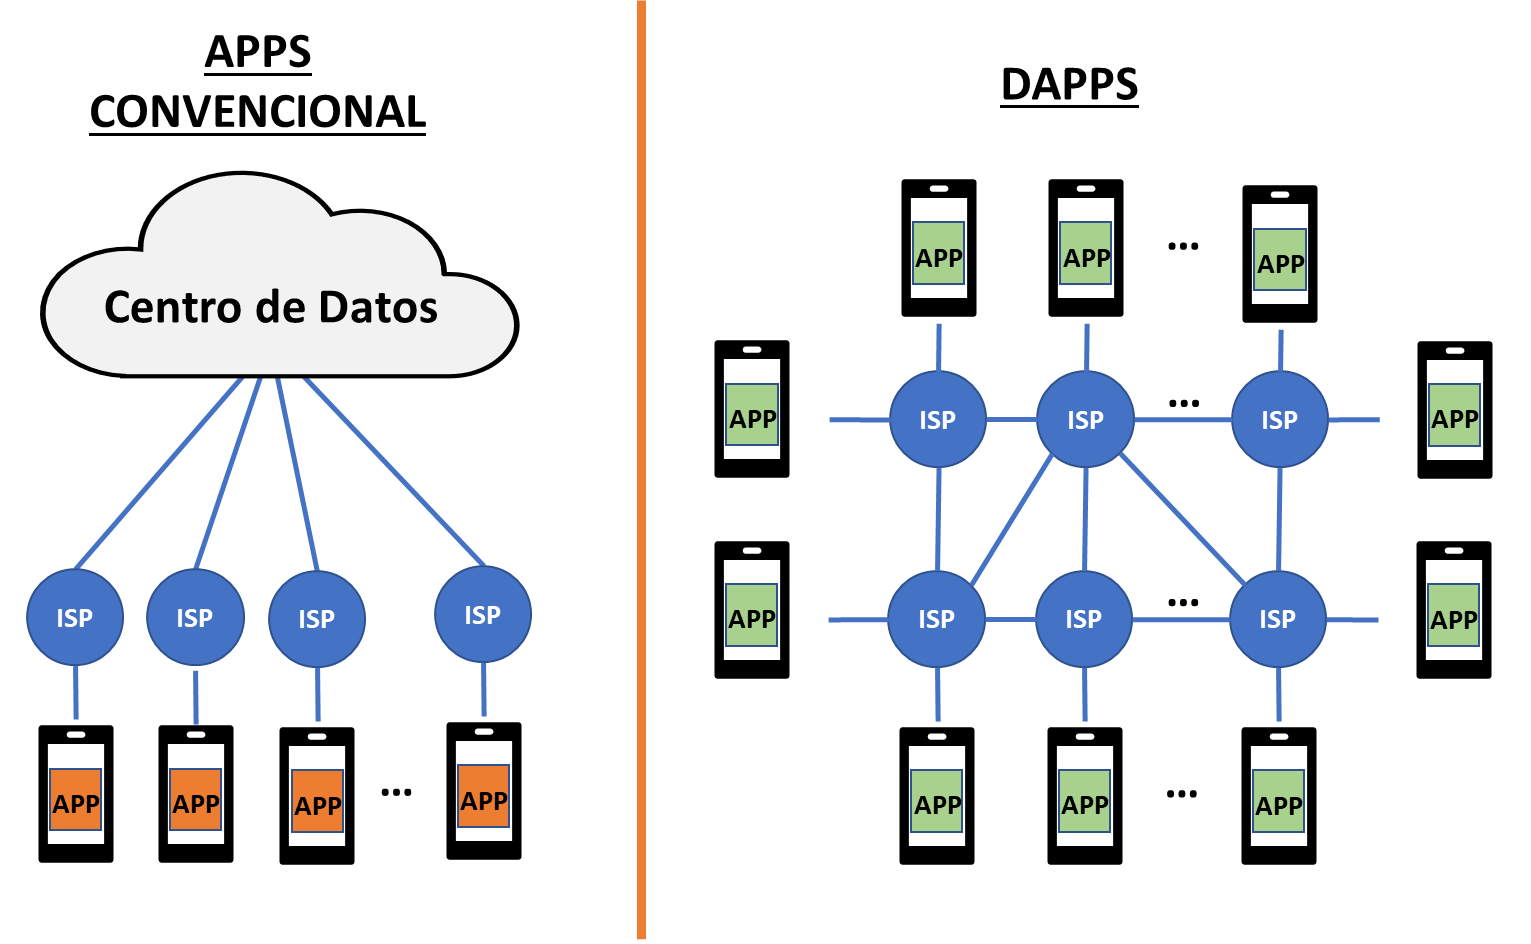 APPS
CONVENCIONAL
Centro de Datos
ISP ISP ISP ISP
APP APP APP ... APP
DAPPS
APP APP ... APP
APP ISP ISP ... ISP APP
APP ISP ISP ... ISP APP
APP APP ... APP